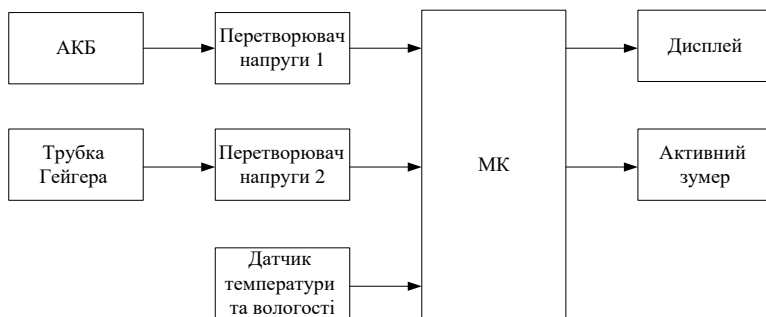 АКБ
Перетворювач
напруги 1
Дисплей
Трубка
Гейгера
Перетворювач
напруги 2
МК
Активний
зумер
Датчик
температури
та вологості